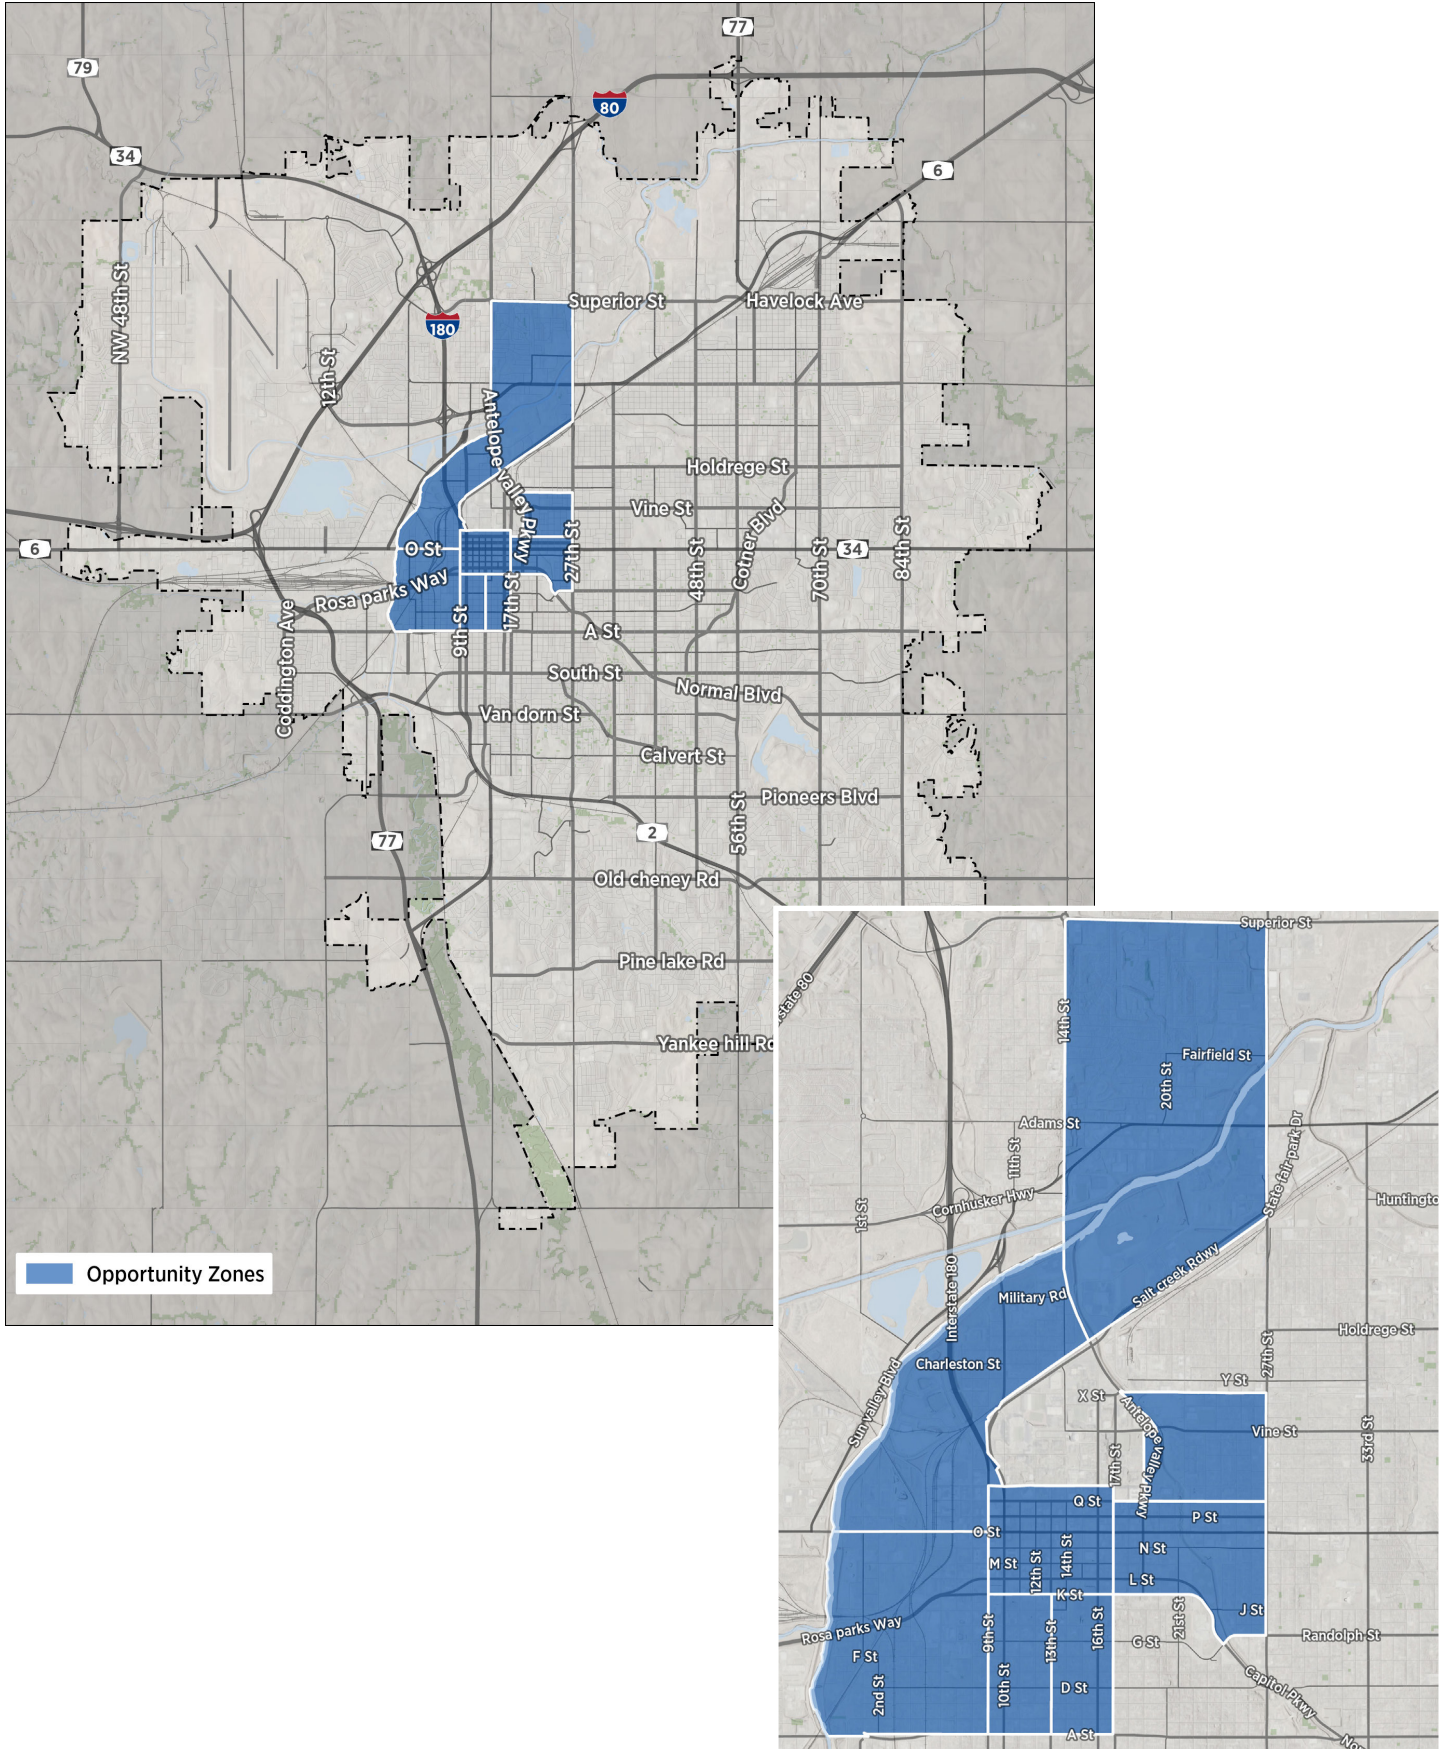 77
79
80
34
6
NW 48th St
Superior St
Havelock Ave
180
12th St
Antelope valley Pkwy
Holdrege St
Vine St
Cotner Blvd
6
O St
27th St
48th St
70th St
34
84th St
Rosa parks Way
9th St
17th St
Coddington Ave
A St
South St
Normal Blvd
Van dorn St
Calvert St
Pioneers Blvd
56th St
2
77
Old cheney Rd
Pine lake Rd
Yankee hill Rd
Opportunity Zones
Superior St
14th St
Fairfield St
20th St
Adams St
11th St
State fair park Dr
Cornhusker Hwy
1st St
Huntingto
Interstate 180
Military Rd
Salt creek Rdwy
Holdrege St
27th St
Charleston St
Sun valley Blvd
Y St
X St
Antelope valley Pkwy
Vine St
33rd St
17th St
Q St
P St
O St
N St
M St
12th St
14th St
L St
K St
J St
Rosa parks Way
9th St
13th St
16th St
21st St
G St
Randolph St
F St
2nd St
10th St
D St
Capitol Pkwy
A St
Nor